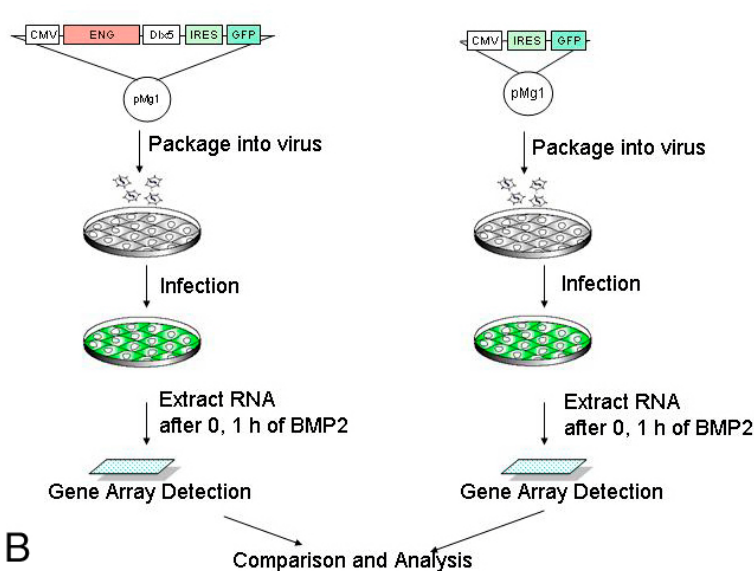 CMV ENG Dlx5 IRES GFP
CMV IRES GFP
pMg1
pMg1
Package into virus
Package into virus
Infection
Infection
Extract RNA
after 0, 1 h of BMP2
Extract RNA
after 0, 1 h of BMP2
Gene Array Detection
Gene Array Detection
B
Comparison and Analysis